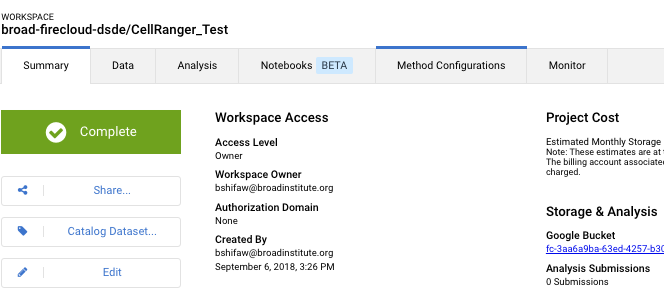 WORKSPACE
broad-firecloud-dsde/CellRanger_Test
Summary
Data
Analysis
Notebooks BETA
Method Configurations
Monitor
Complete
Share...
Catalog Dataset...
Edit
Workspace Access
Access Level
Owner
Workspace Owner
bshifaw@broadinstitute.org
Authorization Domain
None
Created By
bshifaw@broadinstitute.org
September 6, 2018, 3:26 PM
Project Cost
Estimated Monthly Storage
Note: These estimates are at
The billing account associated
charged.
Storage & Analysis
Google Bucket
fc-3aa6a9ba-63ed-4257-b30
Analysis Submissions
0 Submissions